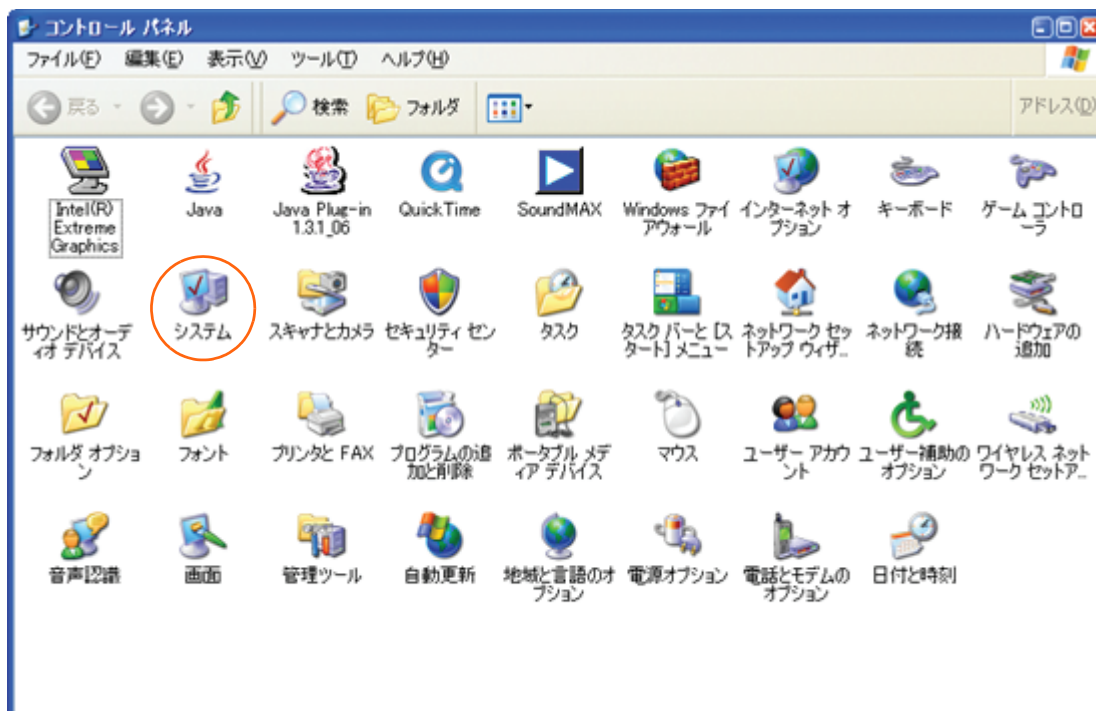 コントロール パネル
ファイル(F) 編集(E) 表示(V) ツール(T) ヘルプ(H)
戻る 検索 フォルダ アドレス(D)
Intel(R) Extreme Graphics
Java
Java Plug-in 1.3.1_06
QuickTime
SoundMAX
Windows ファイアウォール
インターネット オプション
キーボード
ゲーム コントローラ
サウンドとオーディオ デバイス
システム
スキャナとカメラ
セキュリティ センター
タスク
タスク バーと [スタート] メニュー
ネットワーク セットアップ ウィザ...
ネットワーク接続
ハードウェアの追加
フォルダ オプション
フォント
プリンタと FAX
プログラムの追加と削除
ポータブル メディア デバイス
マウス
ユーザー アカウント
ユーザー補助のオプション
ワイヤレス ネットワーク セットア...
音声認識
画面
管理ツール
自動更新
地域と言語のオプション
電源オプション
電話とモデムのオプション
日付と時刻